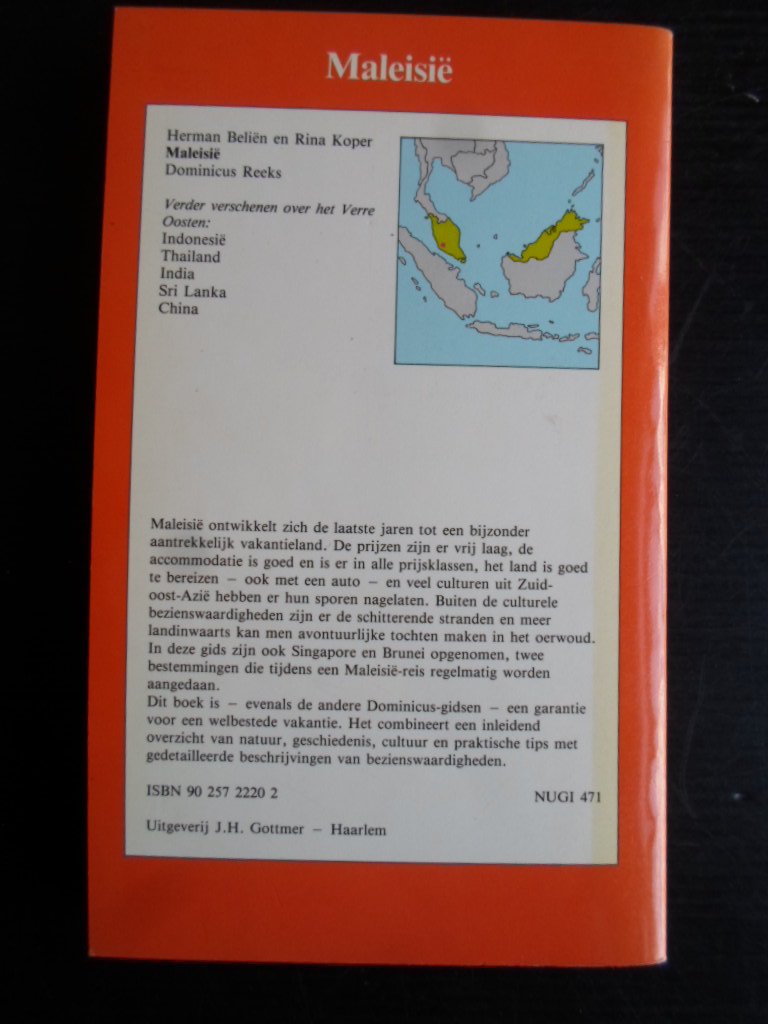 Maleisië
Herman Beliën en Rina Koper
Maleisië
Dominicus Reeks
Verder verschenen over het Verre
Oosten:
Indonesië
Thailand
India
Sri Lanka
China
Maleisië ontwikkelt zich de laatste jaren tot een bijzonder
aantrekkelijk vakantieland. De prijzen zijn er vrij laag, de
accommodatie is goed en is er in alle prijsklassen, het land is goed
te bereizen – ook met een auto – en veel culturen uit Zuid-
oost-Azië hebben er hun sporen nagelaten. Buiten de culturele
bezienswaardigheden zijn er de schitterende stranden en meer
landinwaarts kan men avontuurlijke tochten maken in het oerwoud.
In deze gids zijn ook Singapore en Brunei opgenomen, twee
bestemmingen die tijdens een Maleisië-reis regelmatig worden
aangedaan.
Dit boek is – evenals de andere Dominicus-gidsen – een garantie
voor een welbestede vakantie. Het combineert een inleidend
overzicht van natuur, geschiedenis, cultuur en praktische tips met
gedetailleerde beschrijvingen van bezienswaardigheden.
ISBN 90 257 2220 2
NUGI 471
Uitgeverij J.H. Gottmer – Haarlem